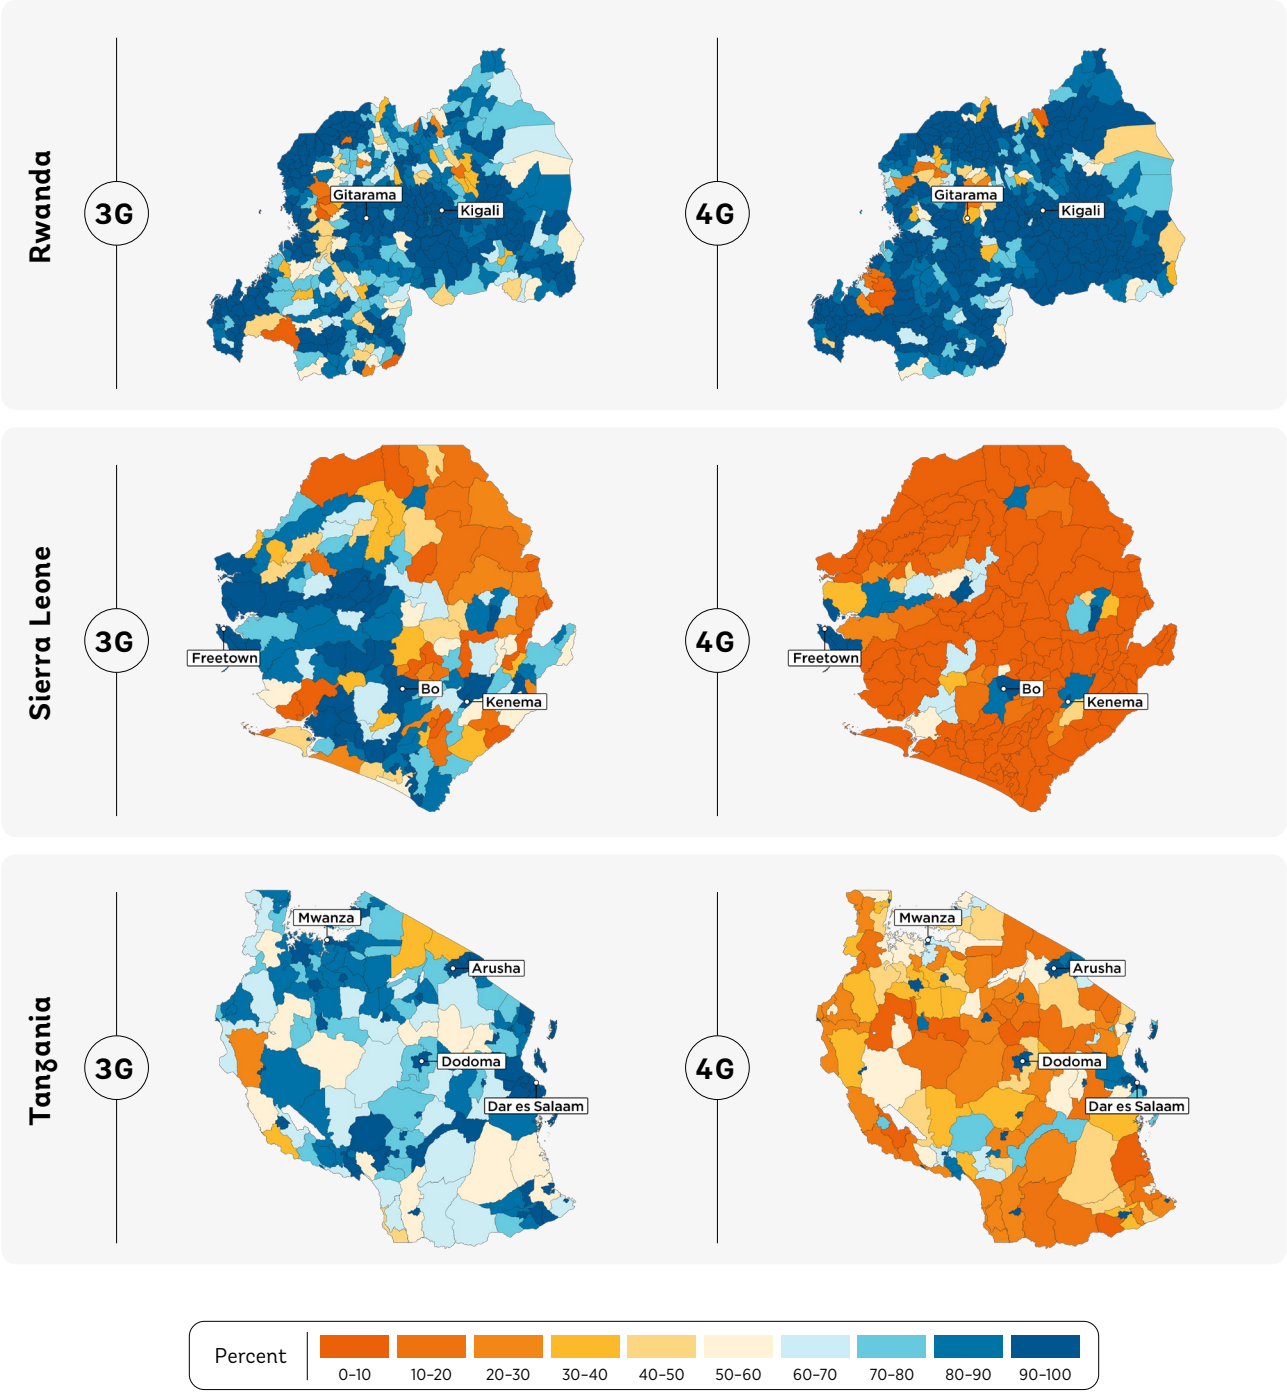 Rwanda
3G
Gitarama
Kigali
4G
Gitarama
Kigali
Sierra Leone
3G
Freetown
Bo
Kenema
4G
Freetown
Bo
Kenema
Tanzania
3G
Mwanza
Arusha
Dodoma
Dar es Salaam
4G
Mwanza
Arusha
Dodoma
Dar es Salaam
Percent
0–10 10–20 20–30 30–40 40–50 50–60 60–70 70–80 80–90 90–100